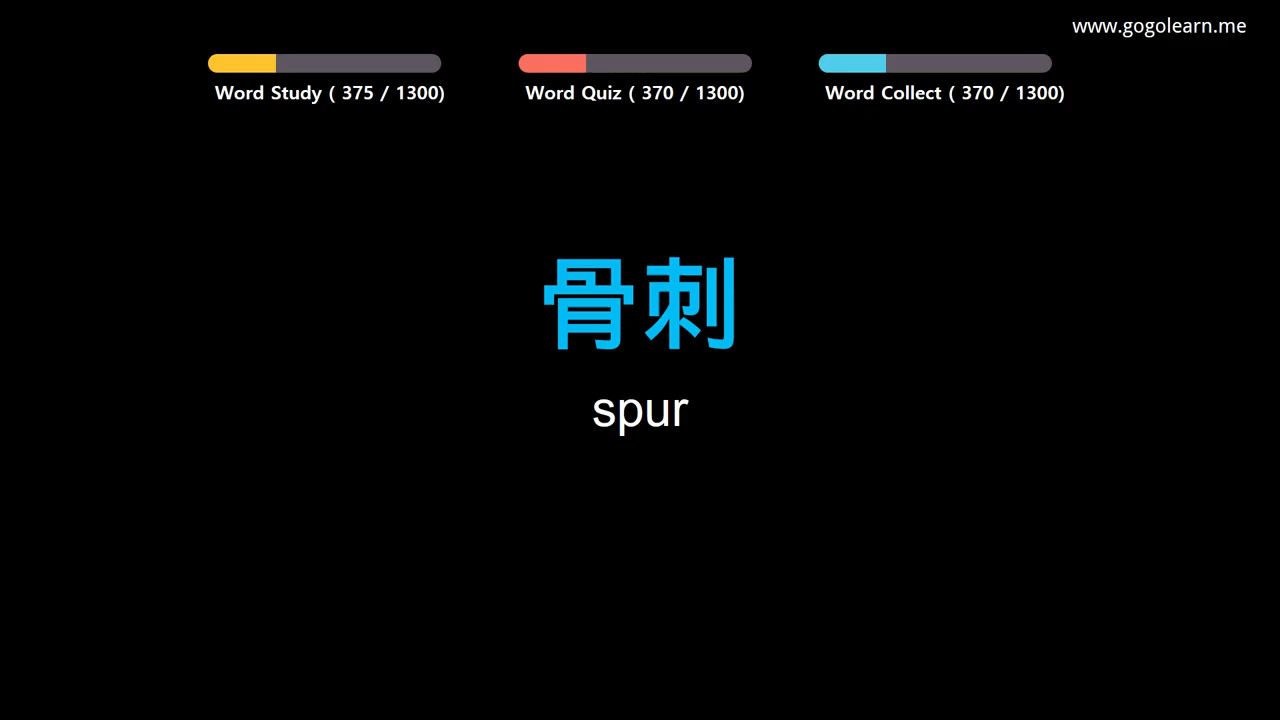 www.gogolearn.me
Word Study ( 375 / 1300)
Word Quiz ( 370 / 1300)
Word Collect ( 370 / 1300)
骨刺
spur